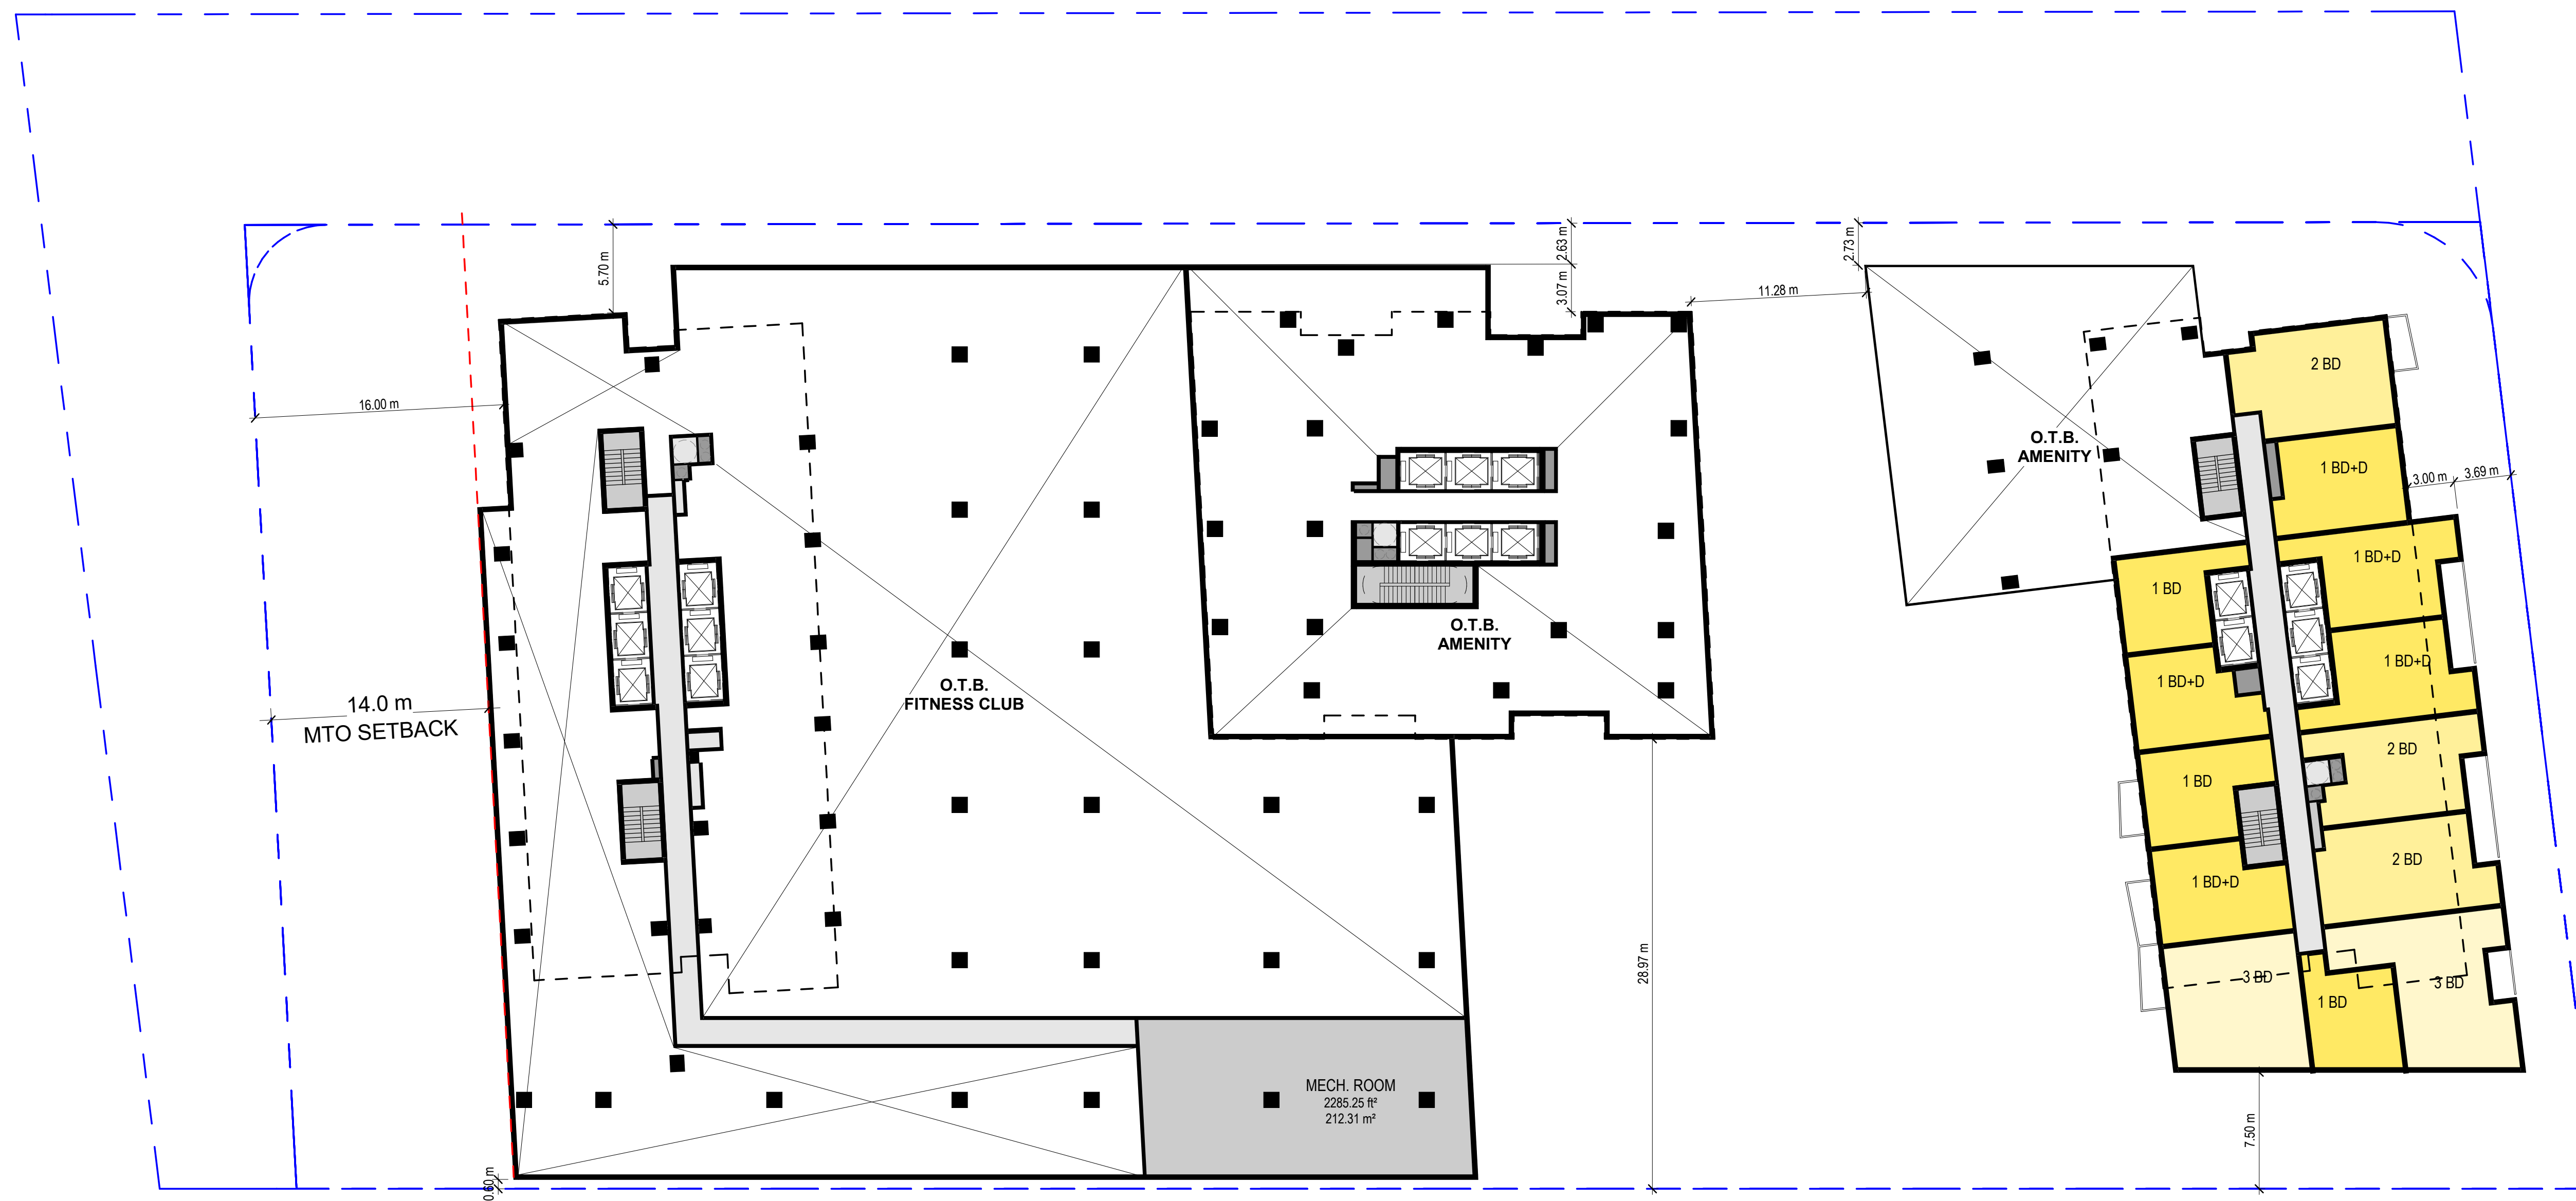 5.70 m
2.63 m
3.07 m
2.73 m
11.28 m
16.00 m
14.0 m
MTO SETBACK
O.T.B.
FITNESS CLUB
O.T.B.
AMENITY
O.T.B.
AMENITY
2 BD
1 BD+D
3.00 m
3.69 m
1 BD+D
1 BD
1 BD+D
1 BD+D
2 BD
1 BD
2 BD
1 BD+D
3 BD
1 BD
3 BD
28.97 m
MECH. ROOM
2285.25 ft²
212.31 m²
7.50 m
0.60 m